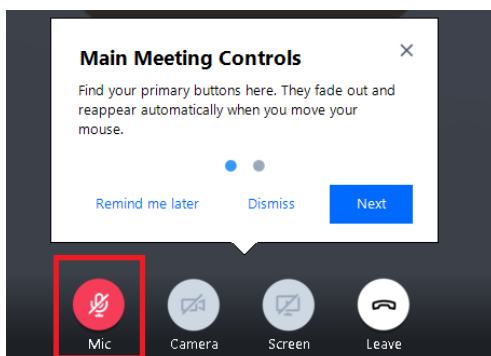 Main Meeting Controls
Find your primary buttons here. They fade out and
reappear automatically when you move your
mouse.
Remind me later Dismiss Next
Mic Camera Screen Leave